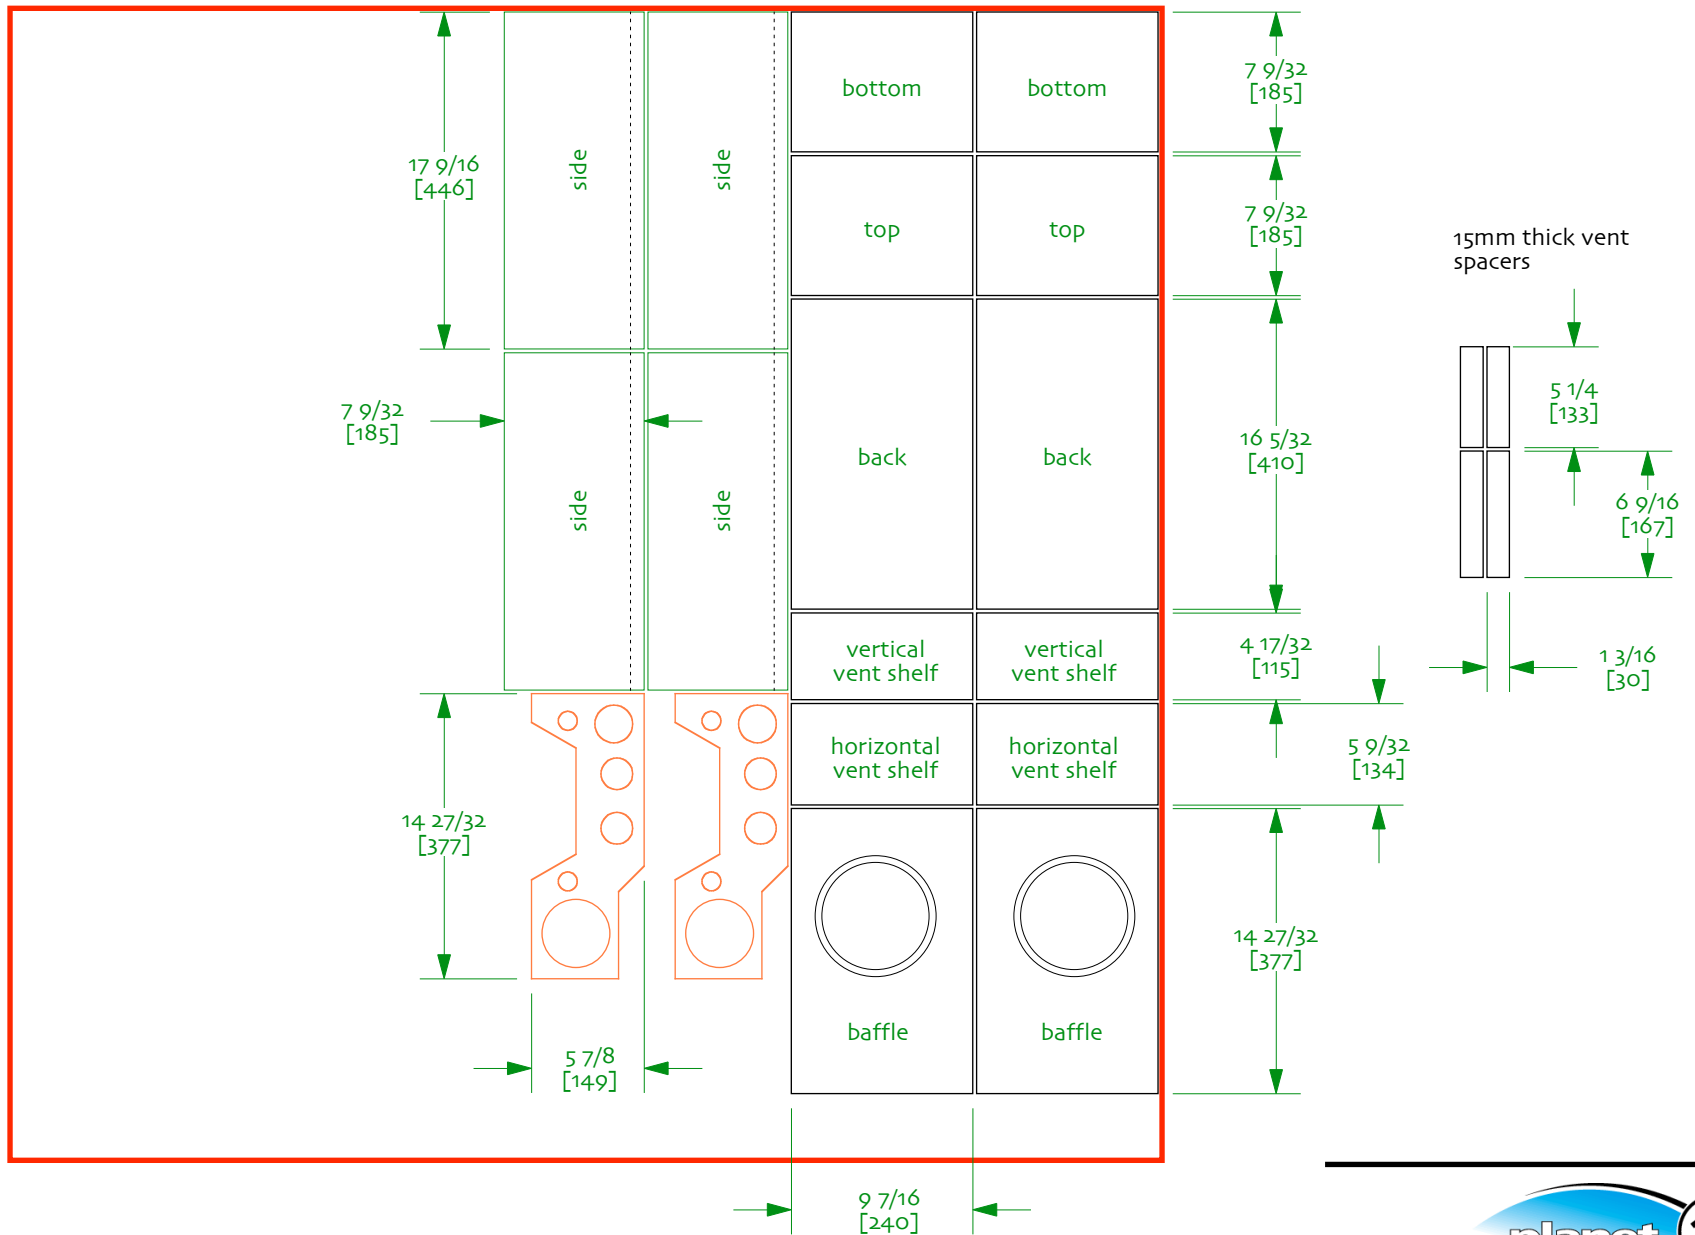 bottom
bottom
7 9/32
[185]
17 9/16
[446]
side
side
top
top
7 9/32
[185]
15mm thick vent
spacers
7 9/32
[185]
side
side
back
back
16 5/32
[410]
5 1/4
[133]
6 9/16
[167]
vertical
vent shelf
vertical
vent shelf
4 17/32
[115]
1 3/16
[30]
horizontal
vent shelf
horizontal
vent shelf
5 9/32
[134]
14 27/32
[377]
14 27/32
[377]
baffle
baffle
5 7/8
[149]
9 7/16
[240]
planet